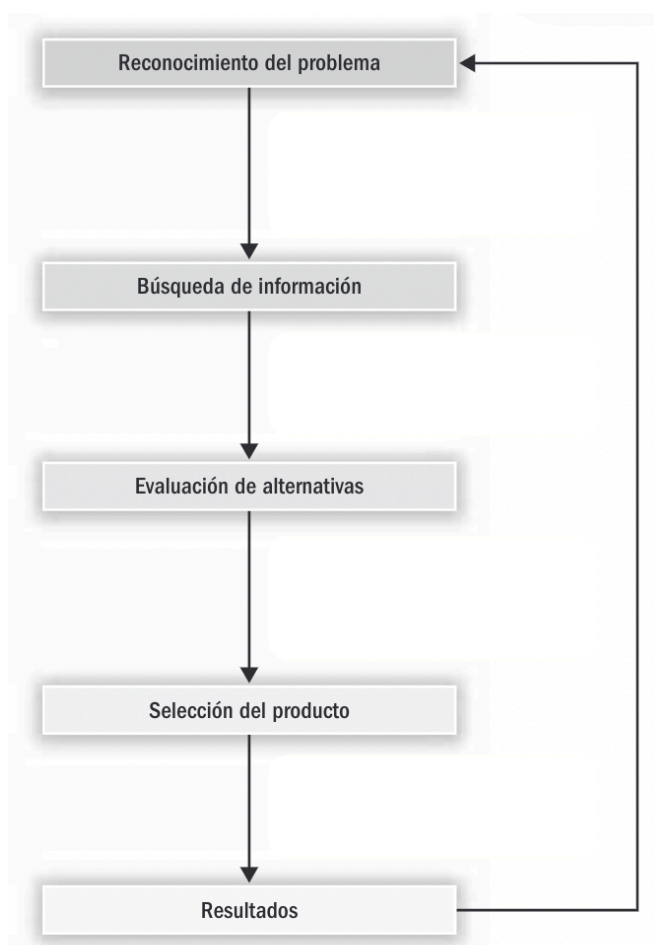 Reconocimiento del problema
Búsqueda de información
Evaluación de alternativas
Selección del producto
Resultados